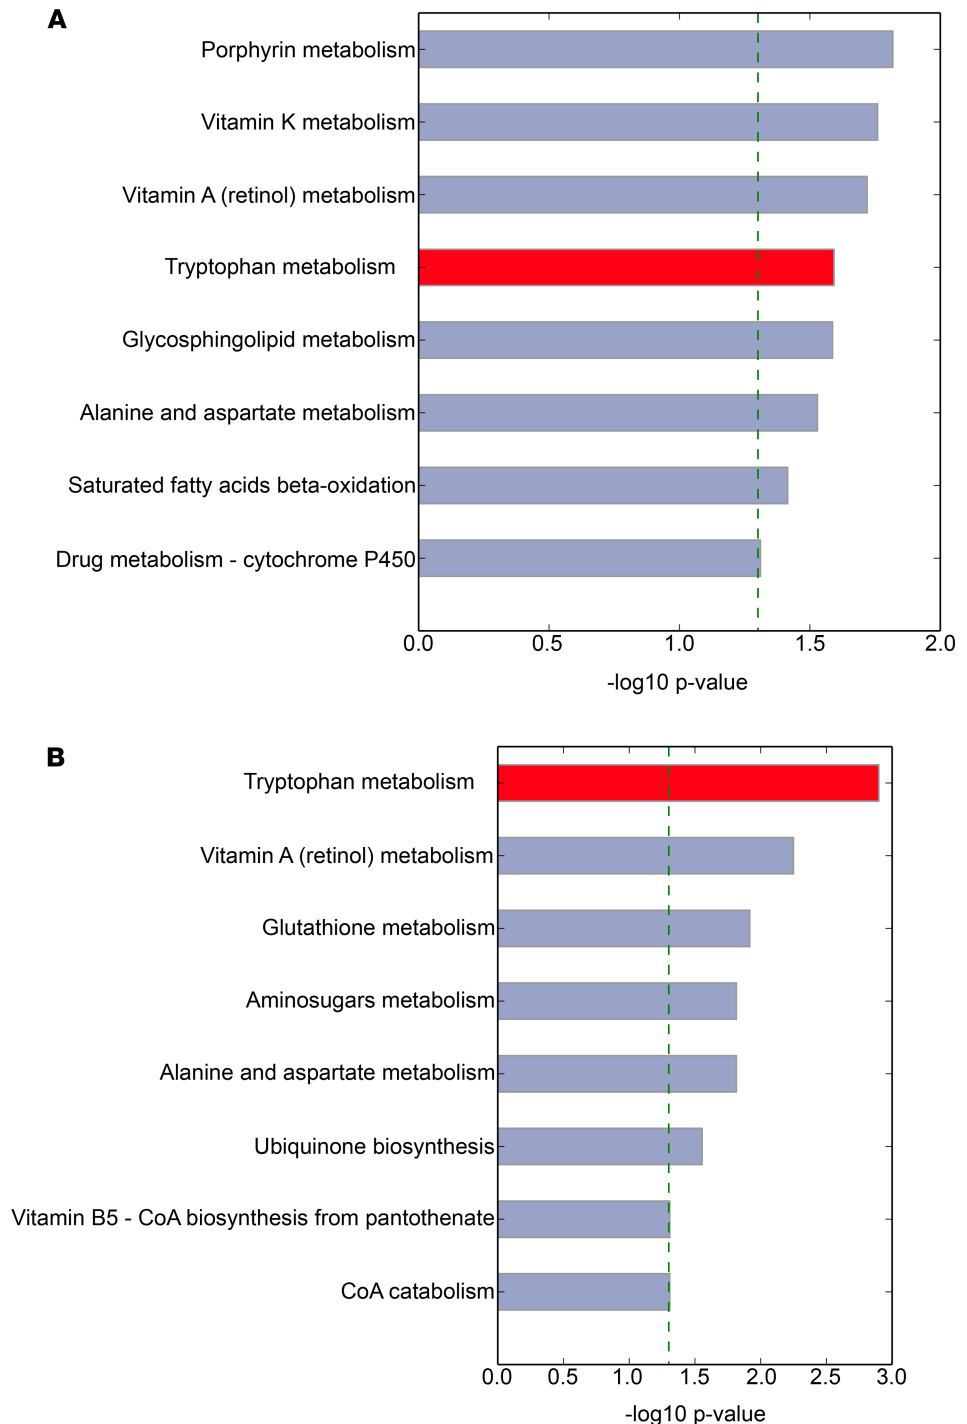 A
Porphyrin metabolism
Vitamin K metabolism
Vitamin A (retinol) metabolism
Tryptophan metabolism
Glycosphingolipid metabolism
Alanine and aspartate metabolism
Saturated fatty acids beta-oxidation
Drug metabolism - cytochrome P450
0.0 0.5 1.0 1.5 2.0
-log10 p-value
B
Tryptophan metabolism
Vitamin A (retinol) metabolism
Glutathione metabolism
Aminosugars metabolism
Alanine and aspartate metabolism
Ubiquinone biosynthesis
Vitamin B5 - CoA biosynthesis from pantothenate
CoA catabolism
0.0 0.5 1.0 1.5 2.0 2.5 3.0
-log10 p-value